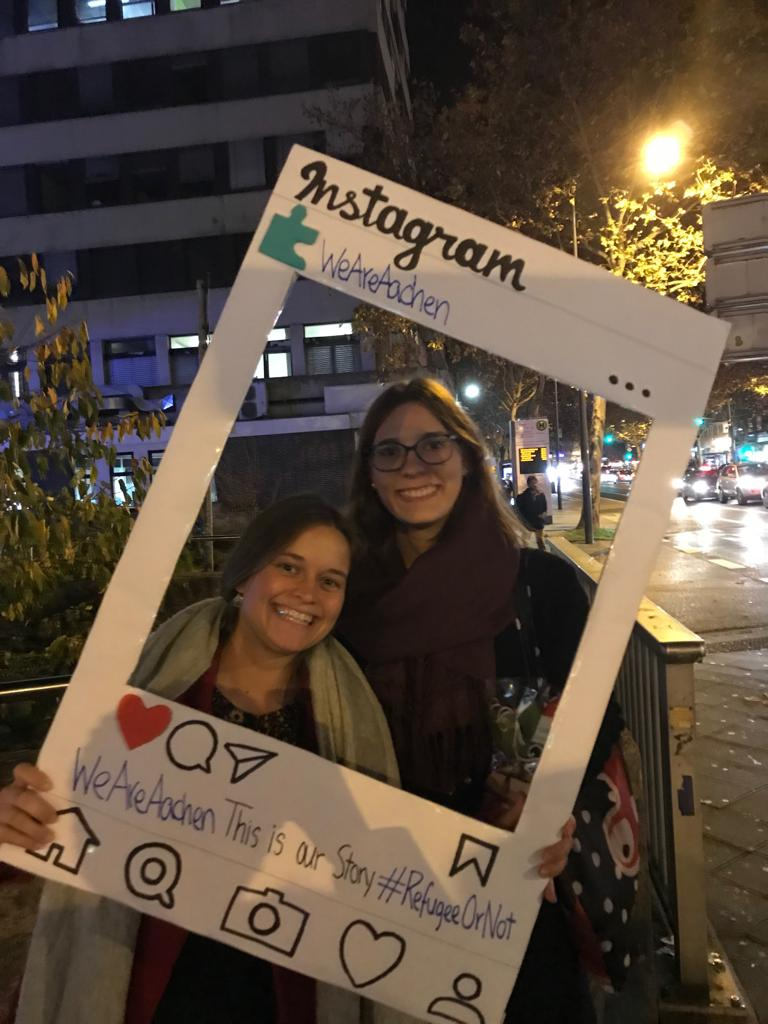 Instagram
WeAreAachen
WeAreAachen This is our Story #RefugeeOrNot
H